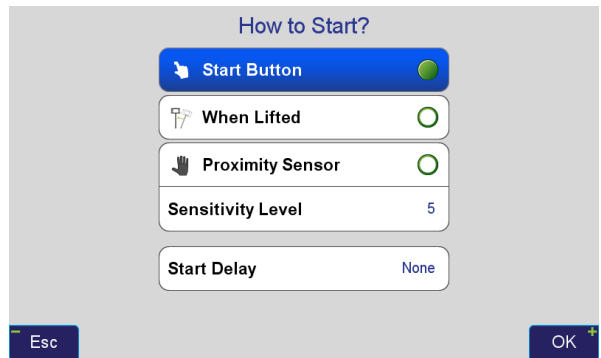 How to Start?
Start Button
When Lifted
Proximity Sensor
Sensitivity Level 5
Start Delay None
− Esc
OK +